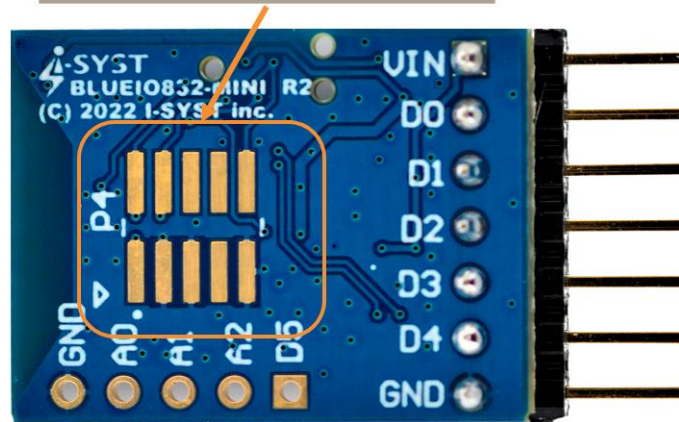 I-SYST
BLUEIO832-MINI R2
(C) 2022 I-SYST inc.
VIN
D0
D1
D2
D3
D4
GND
P4
GND
A0
A1
A2
D5